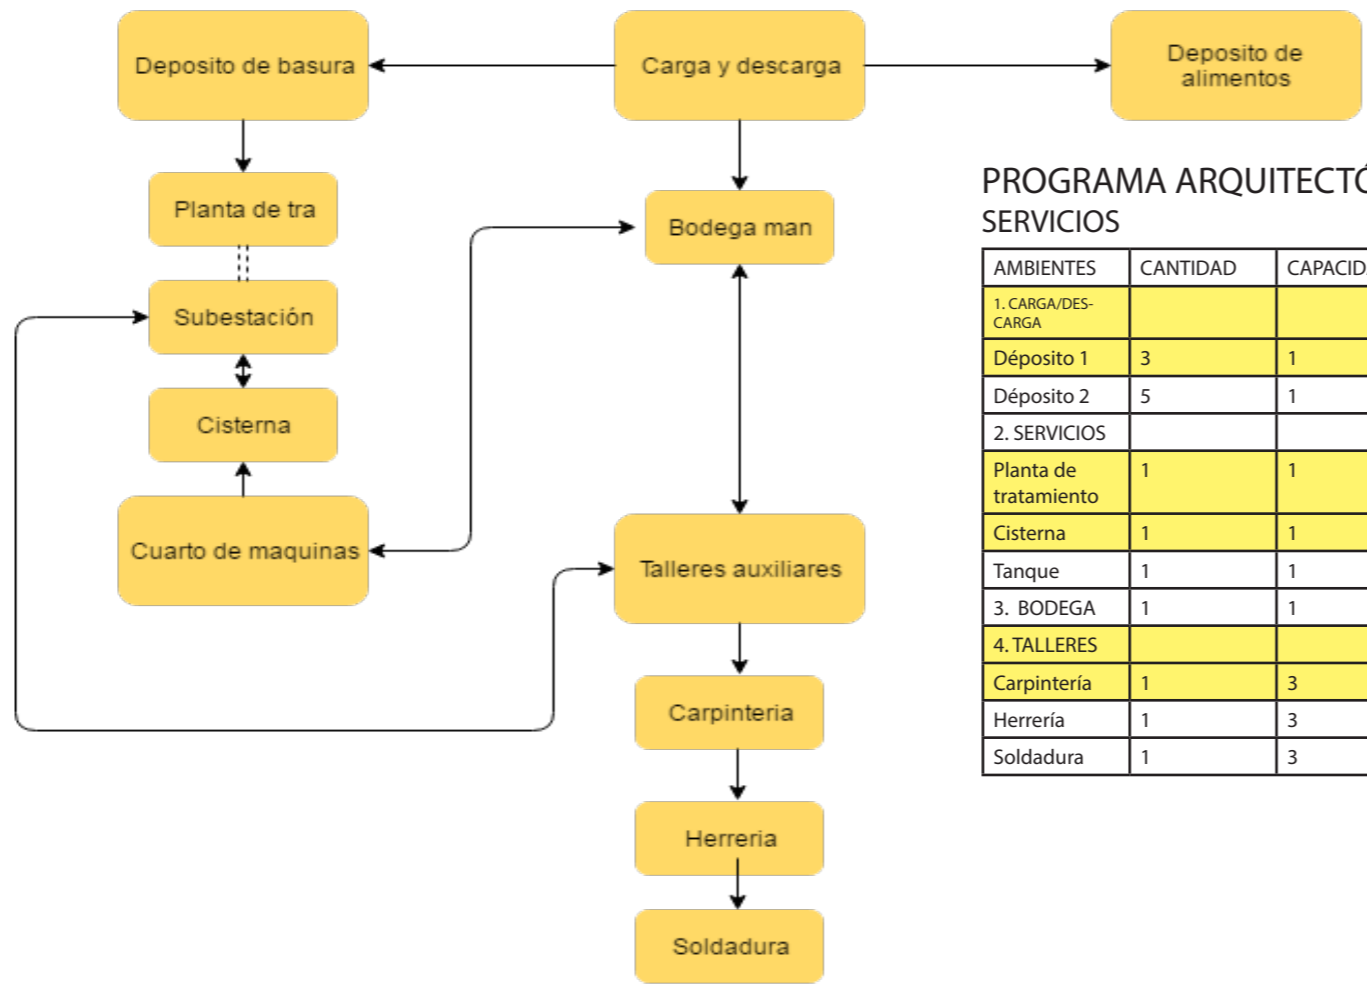 Deposito de basura
Carga y descarga
Deposito de
alimentos
Planta de tra
Bodega man
Subestación
Cisterna
Cuarto de maquinas
Talleres auxiliares
Carpinteria
Herreria
Soldadura
PROGRAMA ARQUITECTÓ
SERVICIOS
AMBIENTES CANTIDAD CAPACIDA
1. CARGA/DES-
CARGA
Déposito 1 3 1
Déposito 2 5 1
2. SERVICIOS
Planta de 1 1
tratamiento
Cisterna 1 1
Tanque 1 1
3. BODEGA 1 1
4. TALLERES
Carpintería 1 3
Herrería 1 3
Soldadura 1 3